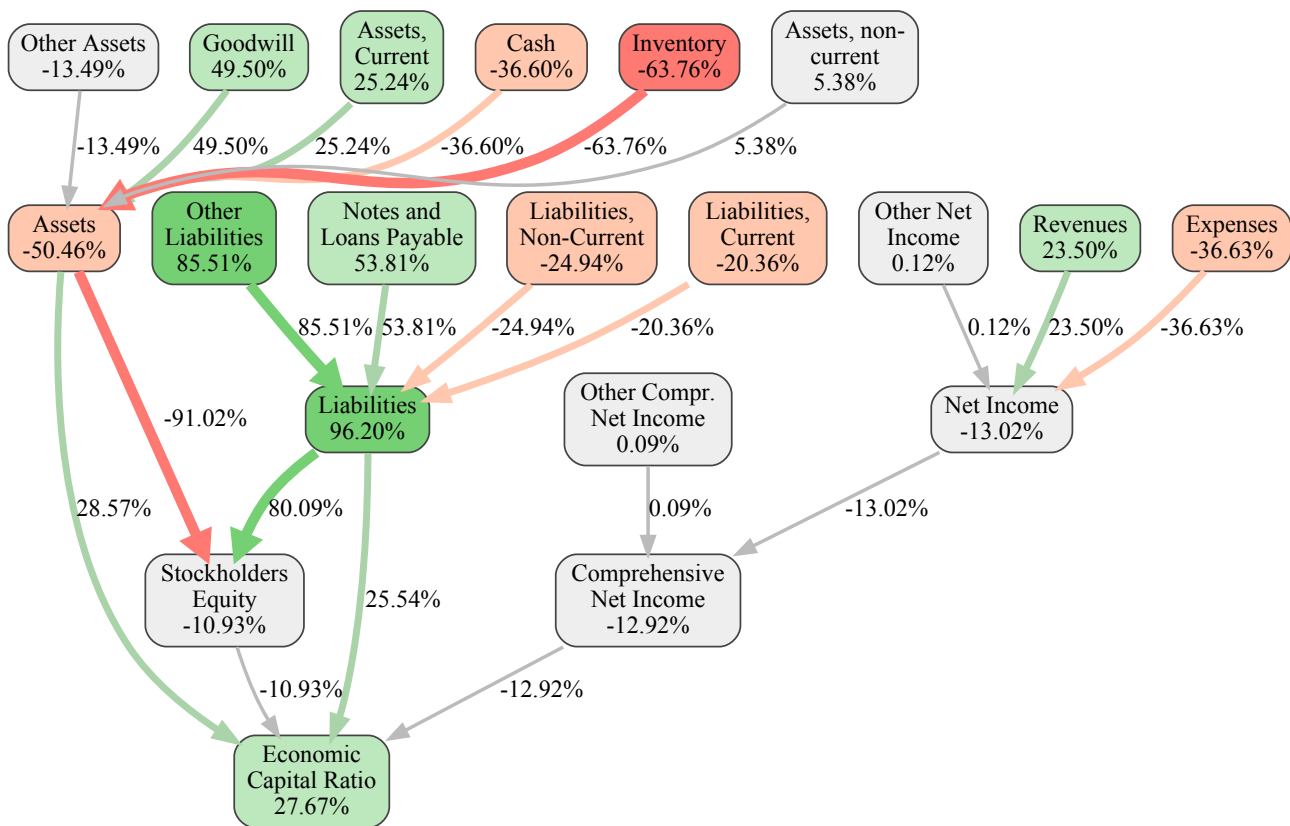 Other Assets
-13.49%
Goodwill
49.50%
Assets,
Current
25.24%
Cash
-36.60%
Inventory
-63.76%
Assets, non-
current
5.38%
-13.49%
49.50%
25.24%
-36.60%
-63.76%
5.38%
Assets
-50.46%
Other
Liabilities
85.51%
Notes and
Loans Payable
53.81%
Liabilities,
Non-Current
-24.94%
Liabilities,
Current
-20.36%
Other Net
Income
0.12%
Revenues
23.50%
Expenses
-36.63%
85.51%
53.81%
-24.94%
-20.36%
0.12%
23.50%
-36.63%
-91.02%
Liabilities
96.20%
Other Compr.
Net Income
0.09%
Net Income
-13.02%
28.57%
80.09%
0.09%
-13.02%
Stockholders
Equity
-10.93%
25.54%
Comprehensive
Net Income
-12.92%
-10.93%
-12.92%
Economic
Capital Ratio
27.67%